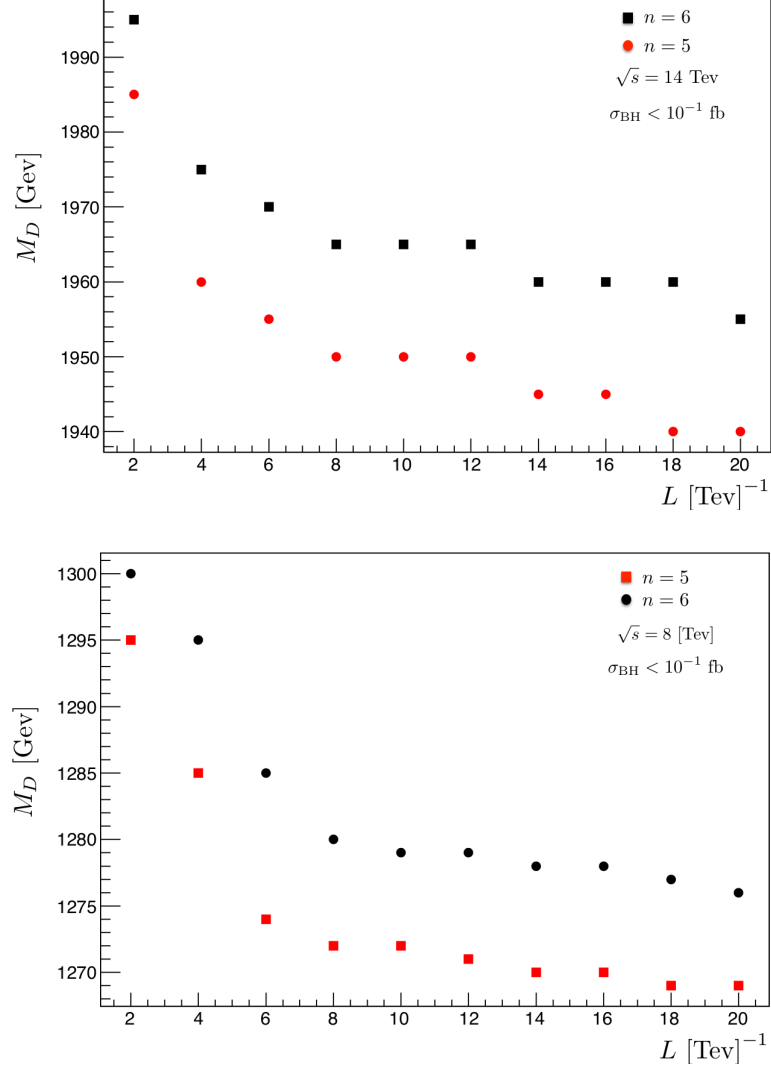 n = 6
n = 5
√s = 14 Tev
σ_BH < 10⁻¹ fb
M_D [Gev]
1990
1980
1970
1960
1950
1940
2 4 6 8 10 12 14 16 18 20
L [Tev]⁻¹
n = 5
n = 6
√s = 8 [Tev]
σ_BH < 10⁻¹ fb
M_D [Gev]
1300
1295
1290
1285
1280
1275
1270
2 4 6 8 10 12 14 16 18 20
L [Tev]⁻¹